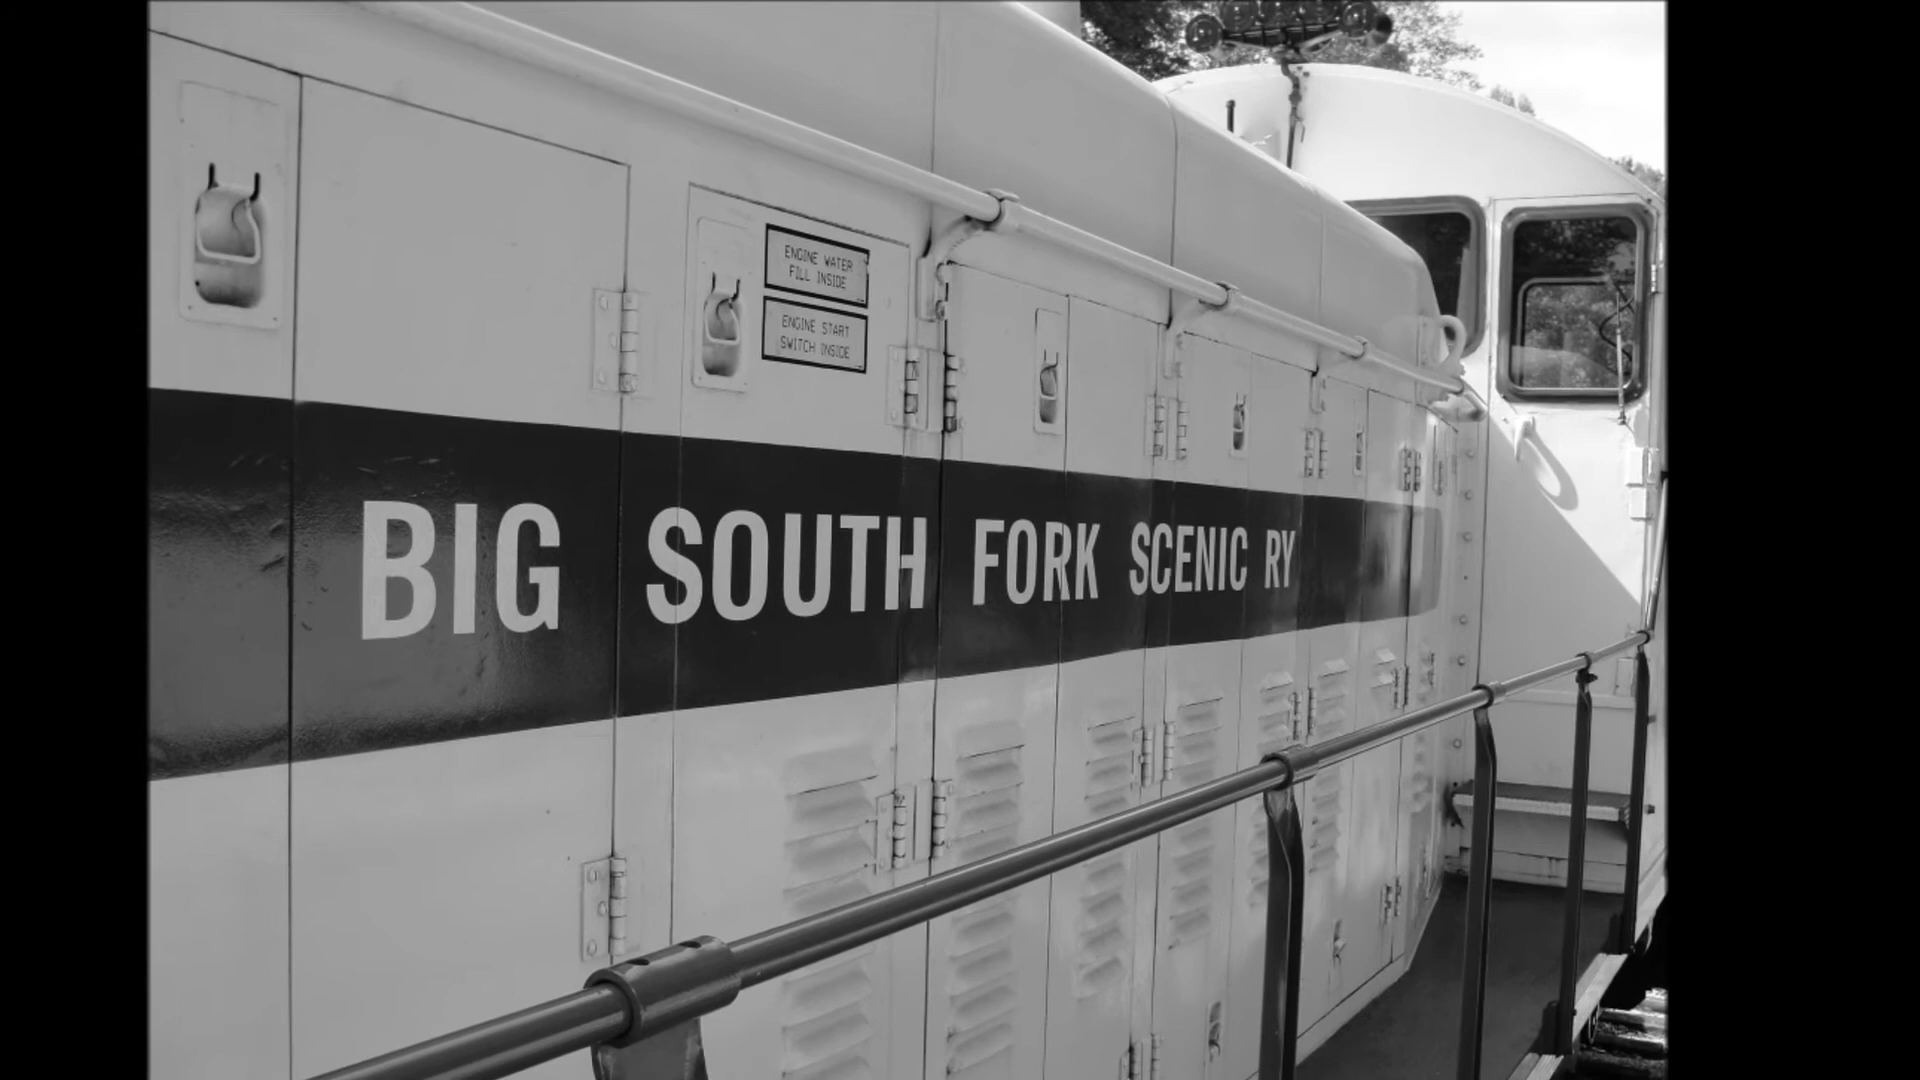 ENGINE WATER
FILL INSIDE
ENGINE START
SWITCH INSIDE
BIG SOUTH FORK SCENIC RY